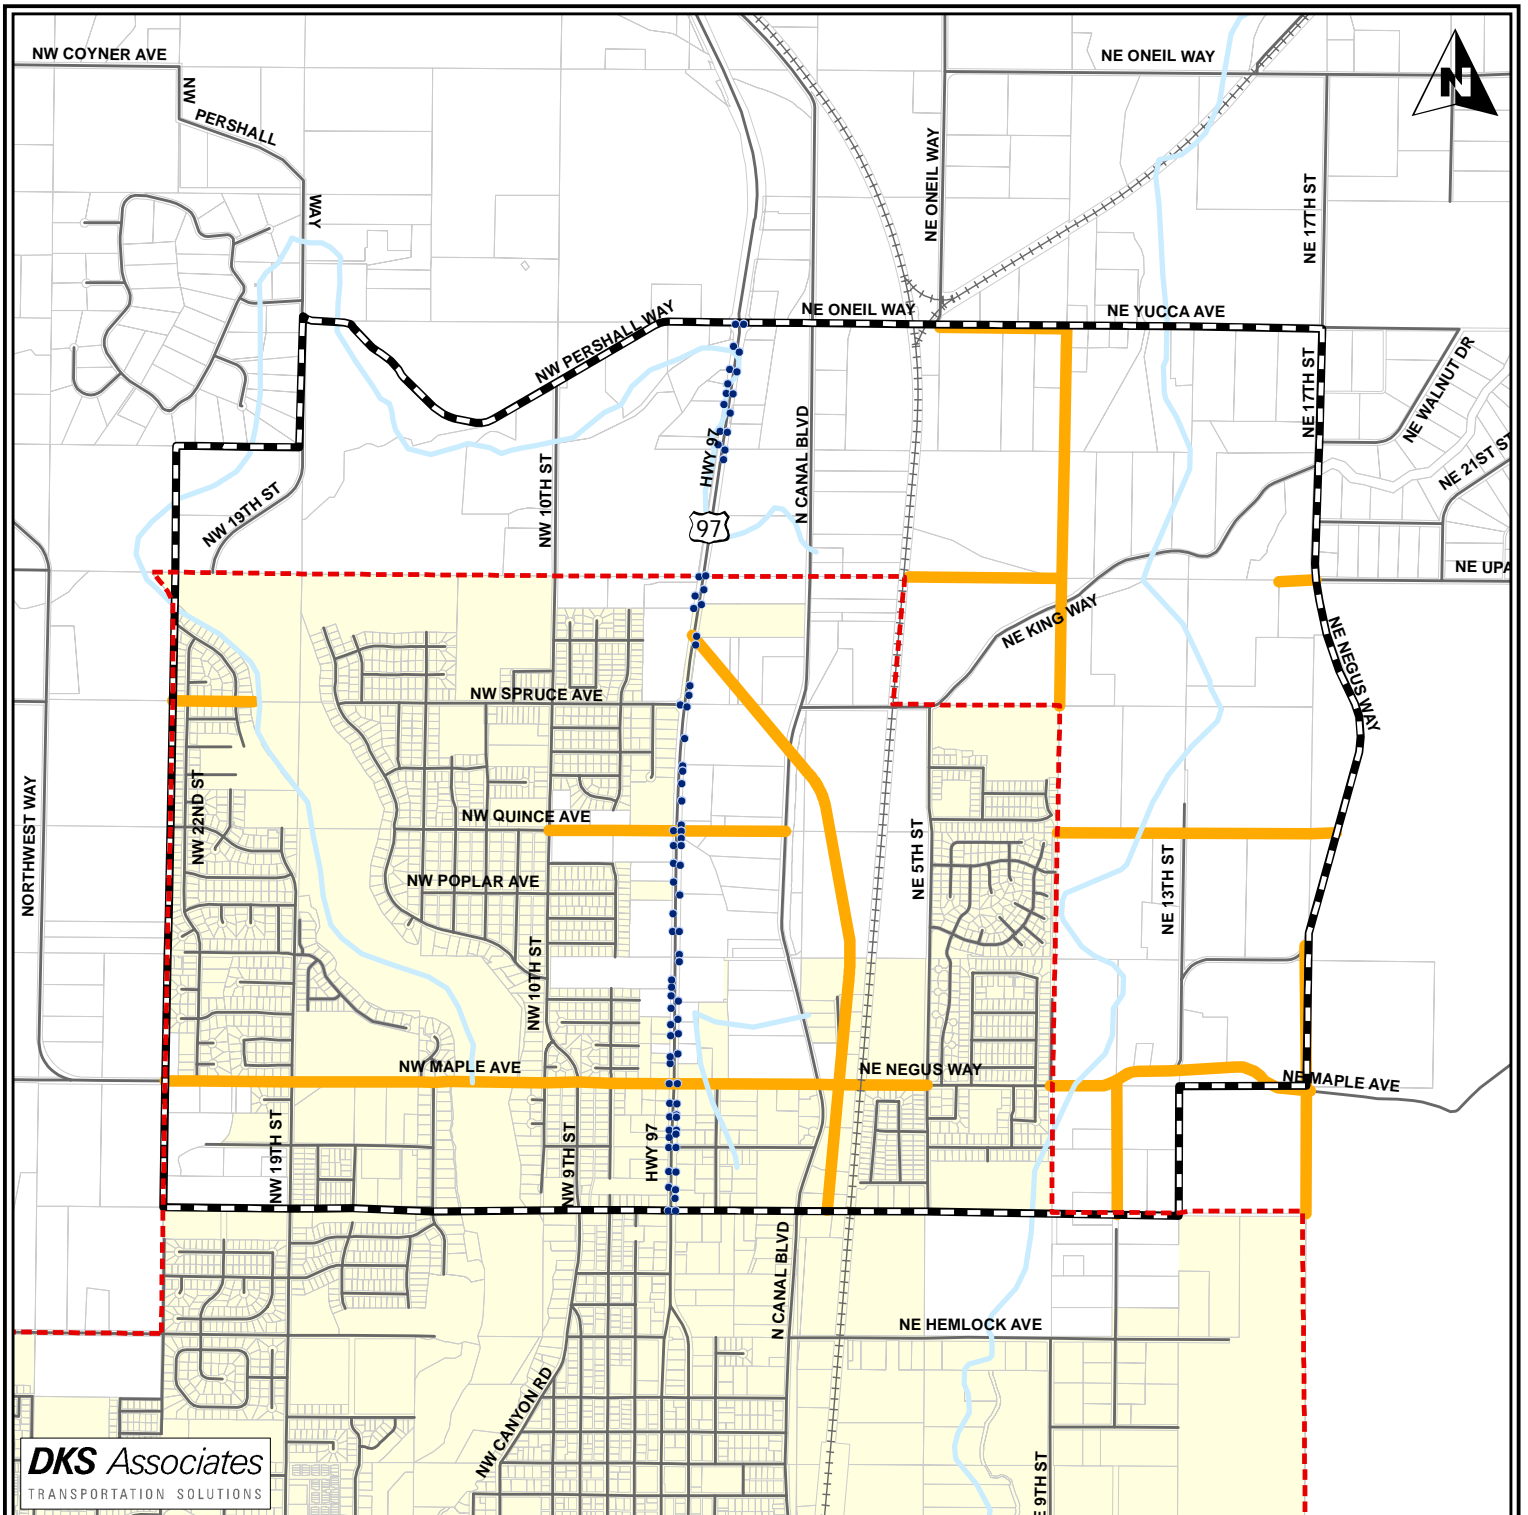 NW COYNER AVE
NE ONEIL WAY
N
NW
PERSHALL
WAY
NE ONEIL WAY
NE 17TH ST
NE ONEIL WAY
NE YUCCA AVE
NW PERSHALL WAY
NE 17TH ST
NE WALNUT DR
HWY 97
N CANAL BLVD
NE 21ST ST
NW 10TH ST
NW 19TH ST
97
NE UPA
NE KING WAY
NE NEGUS WAY
NW SPRUCE AVE
NORTHWEST WAY
NW 22ND ST
NW QUINCE AVE
NE 5TH ST
NE 13TH ST
NW POPLAR AVE
NW 10TH ST
NW MAPLE AVE
NE NEGUS WAY
NE MAPLE AVE
NW 19TH ST
NW 9TH ST
HWY 97
N CANAL BLVD
NE HEMLOCK AVE
NW CANYON RD
E 9TH ST
DKS Associates
TRANSPORTATION SOLUTIONS